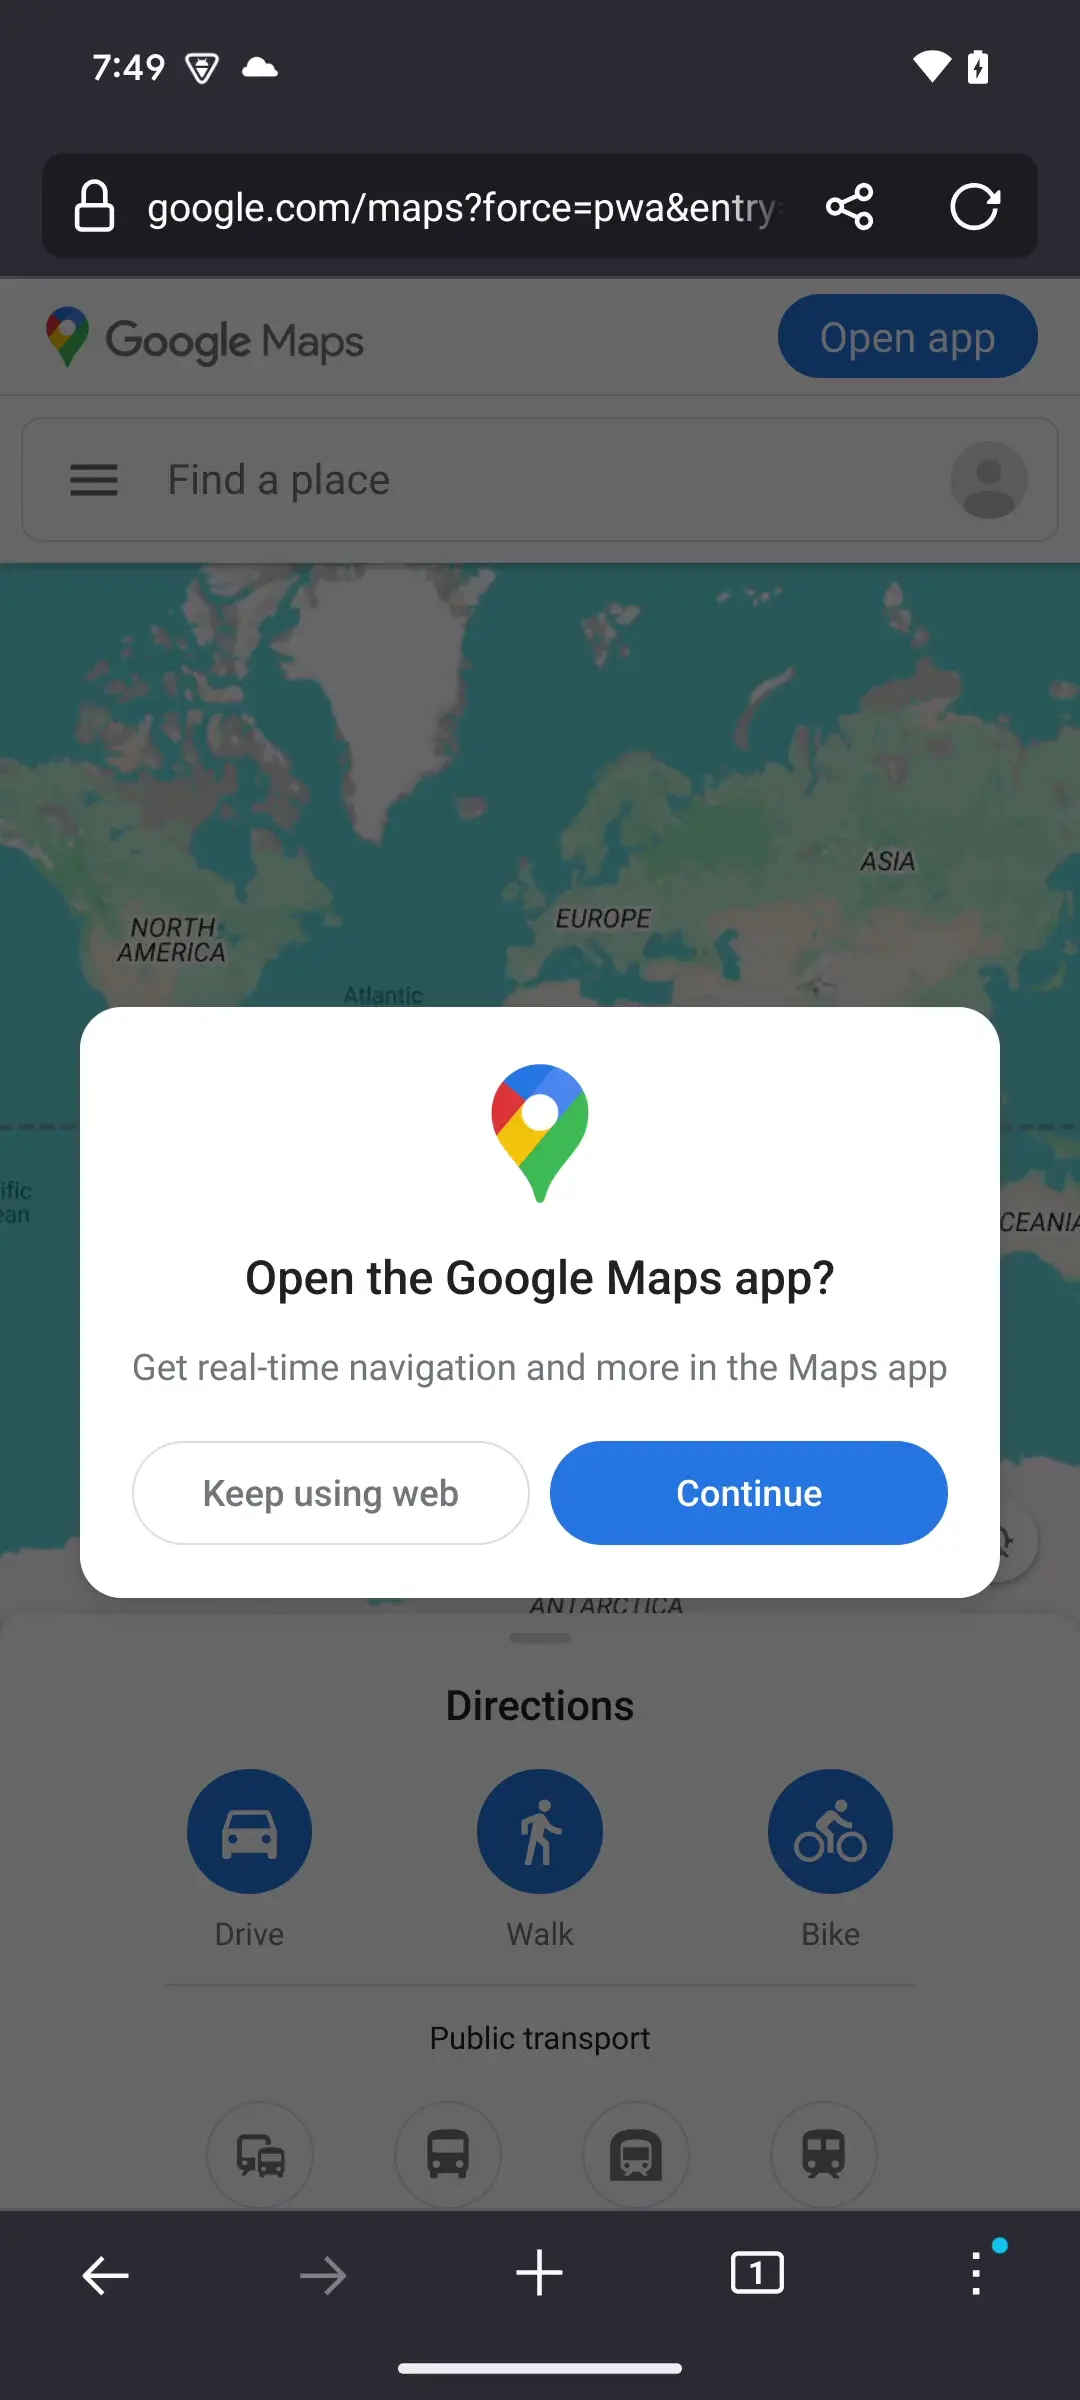 7:49
google.com/maps?force=pwa&entry
Google Maps
Open app
Find a place
ASIA
EUROPE
NORTH
AMERICA
Atlantic
Open the Google Maps app?
ific
ean
CEANIA
Get real-time navigation and more in the Maps app
Keep using web
Continue
ANTARCTICA
Directions
Drive
Walk
Bike
Public transport
1